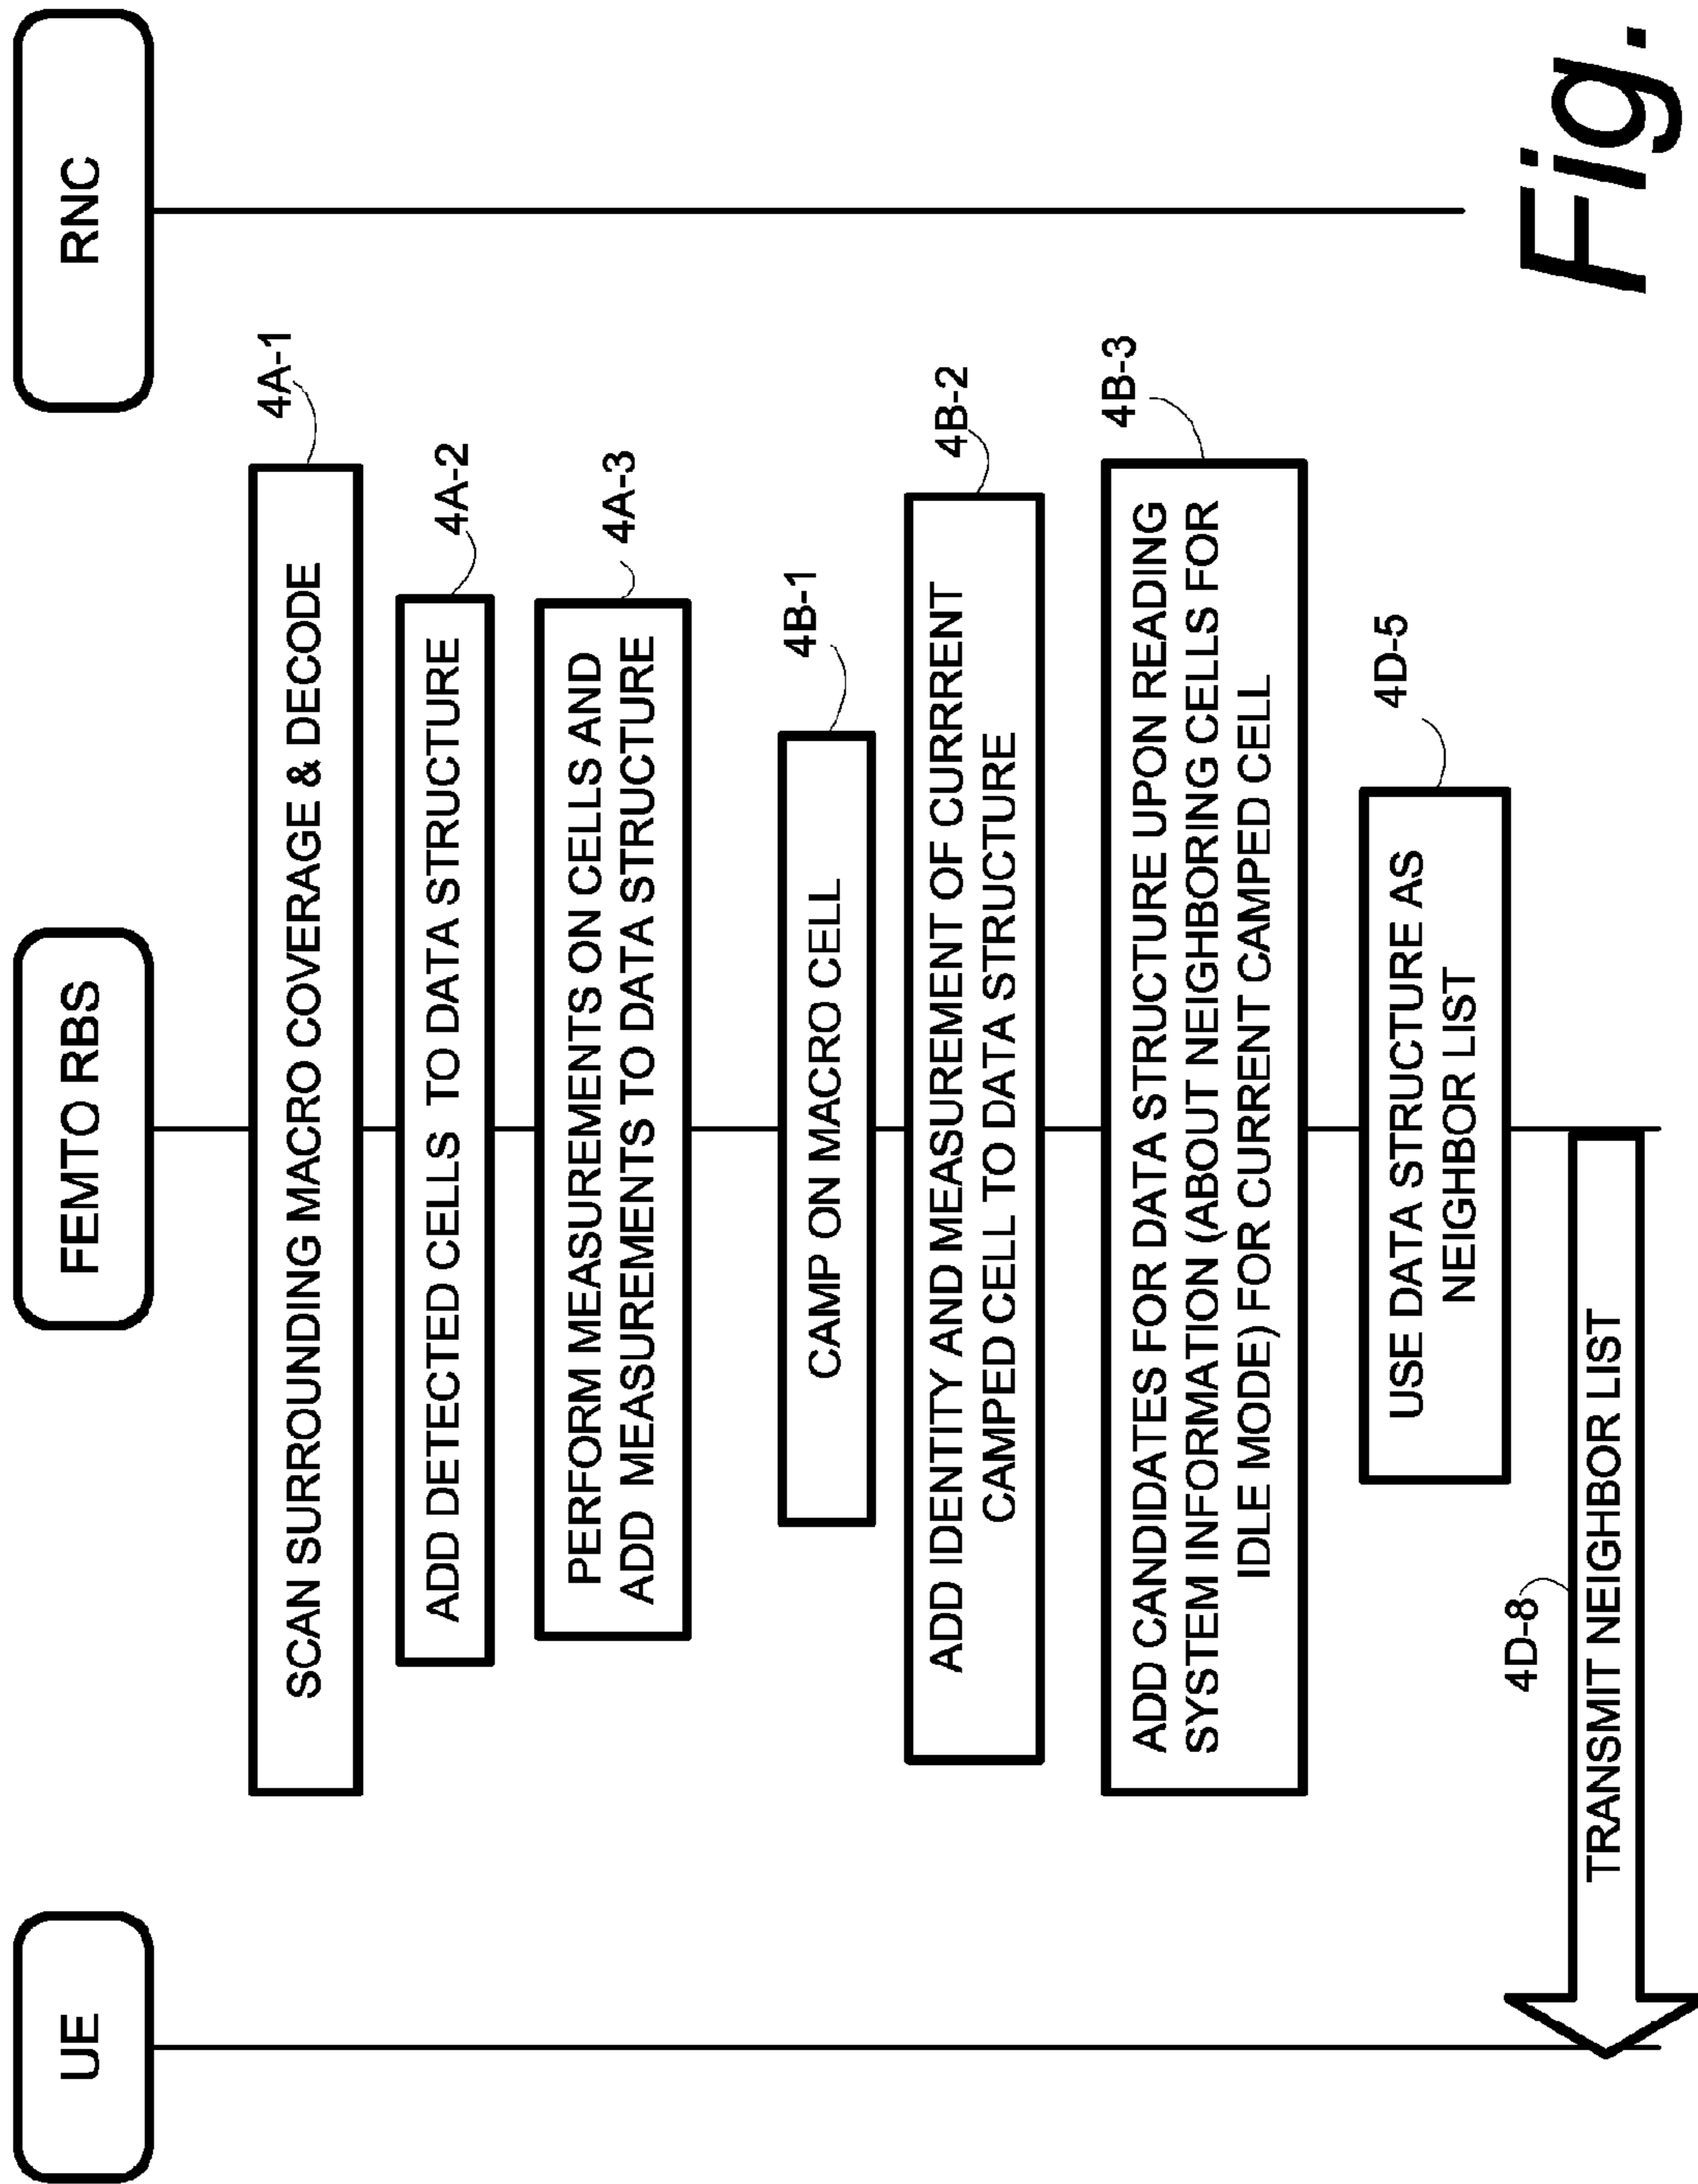 UE
FEMTO RBS
RNC
4A-1
SCAN SURROUNDING MACRO COVERAGE & DECODE
4A-2
ADD DETECTED CELLS TO DATA STRUCTURE
4A-3
PERFORM MEASUREMENTS ON CELLS AND
ADD MEASUREMENTS TO DATA STRUCTURE
4B-1
CAMP ON MACRO CELL
4B-2
ADD IDENTITY AND MEASUREMENT OF CURRRENT
CAMPED CELL TO DATA STRUCTURE
4B-3
ADD CANDIDATES FOR DATA STRUCTURE UPON READING
SYSTEM INFORMATION (ABOUT NEIGHBORING CELLS FOR
IDLE MODE) FOR CURRENT CAMPED CELL
4D-5
USE DATA STRUCTURE AS
NEIGHBOR LIST
4D-8
TRANSMIT NEIGHBOR LIST
Fig.